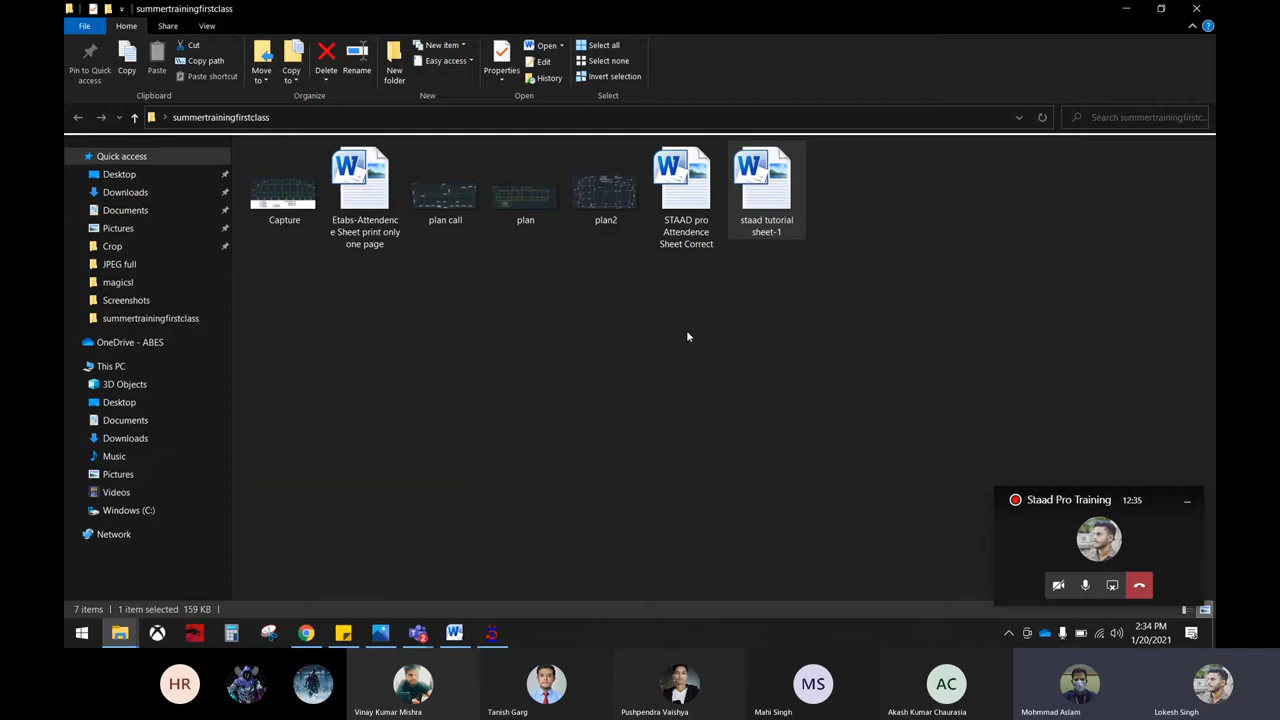 summertrainingfirstclass
File Home Share View
Pin to Quick access
Copy
Paste
Cut
Copy path
Paste shortcut
Clipboard
Move to
Copy to
Delete
Rename
Organize
New folder
New item
Easy access
New
Properties
Open
Edit
History
Open
Select all
Select none
Invert selection
Select
summertrainingfirstclass
Search summertrainingfirstc...
Quick access
Desktop
Downloads
Documents
Pictures
Crop
JPEG full
magicsl
Screenshots
summertrainingfirstclass
OneDrive - ABES
This PC
3D Objects
Desktop
Documents
Downloads
Music
Pictures
Videos
Windows (C:)
Network
Capture
Etabs-Attendenc
e Sheet print only
one page
plan call
plan
plan2
STAAD pro
Attendence
Sheet Correct
staad tutorial
sheet-1
Staad Pro Training 12:35
7 items 1 item selected 159 KB
2:34 PM
1/20/2021
HR
Vinay Kumar Mishra
Tanish Garg
Pushpendra Vaishya
MS
Mahi Singh
AC
Akash Kumar Chaurasia
Mohmmad Aslam
Lokesh Singh